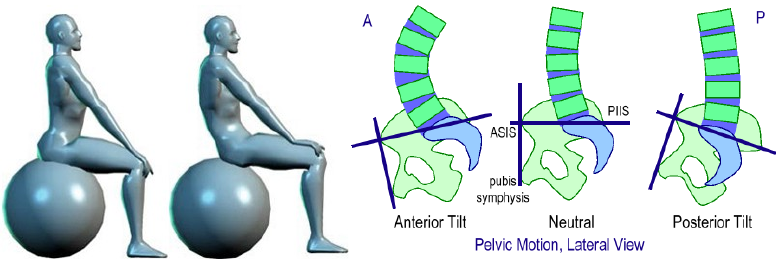 A
P
PIIS
ASIS
pubis
symphysis
Anterior Tilt
Neutral
Posterior Tilt
Pelvic Motion, Lateral View